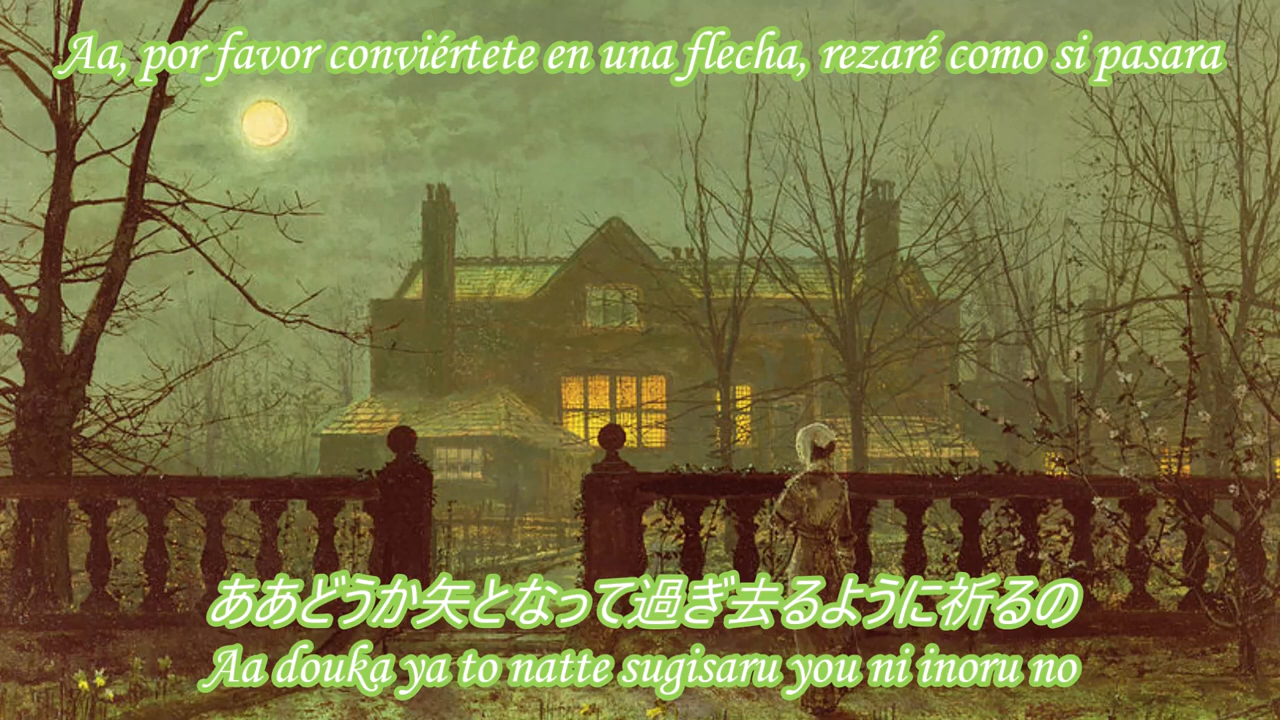 Aa, por favor conviértete en una flecha, rezaré como si pasara
ああどうか矢となって過ぎ去るように祈るの
Aa douka ya to natte sugisaru you ni inoru no